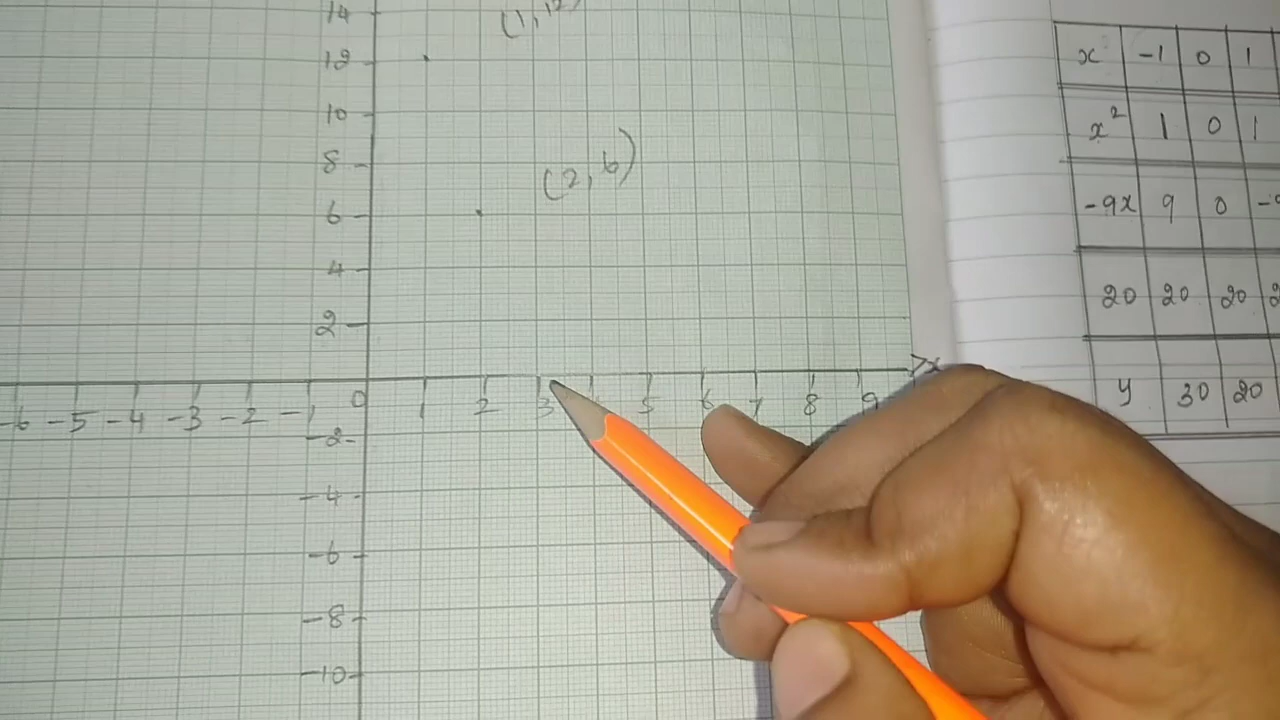 14
(1,12)
12
10
8
(2,6)
6
4
2
>x
-6 -5 -4 -3 -2 -1 0 1 2 3 5 6 7 8 9
-2
-4
-6
-8
-10
x -1 0 1
x² 1 0 1
-9x 9 0
20 20 20
y 30 20